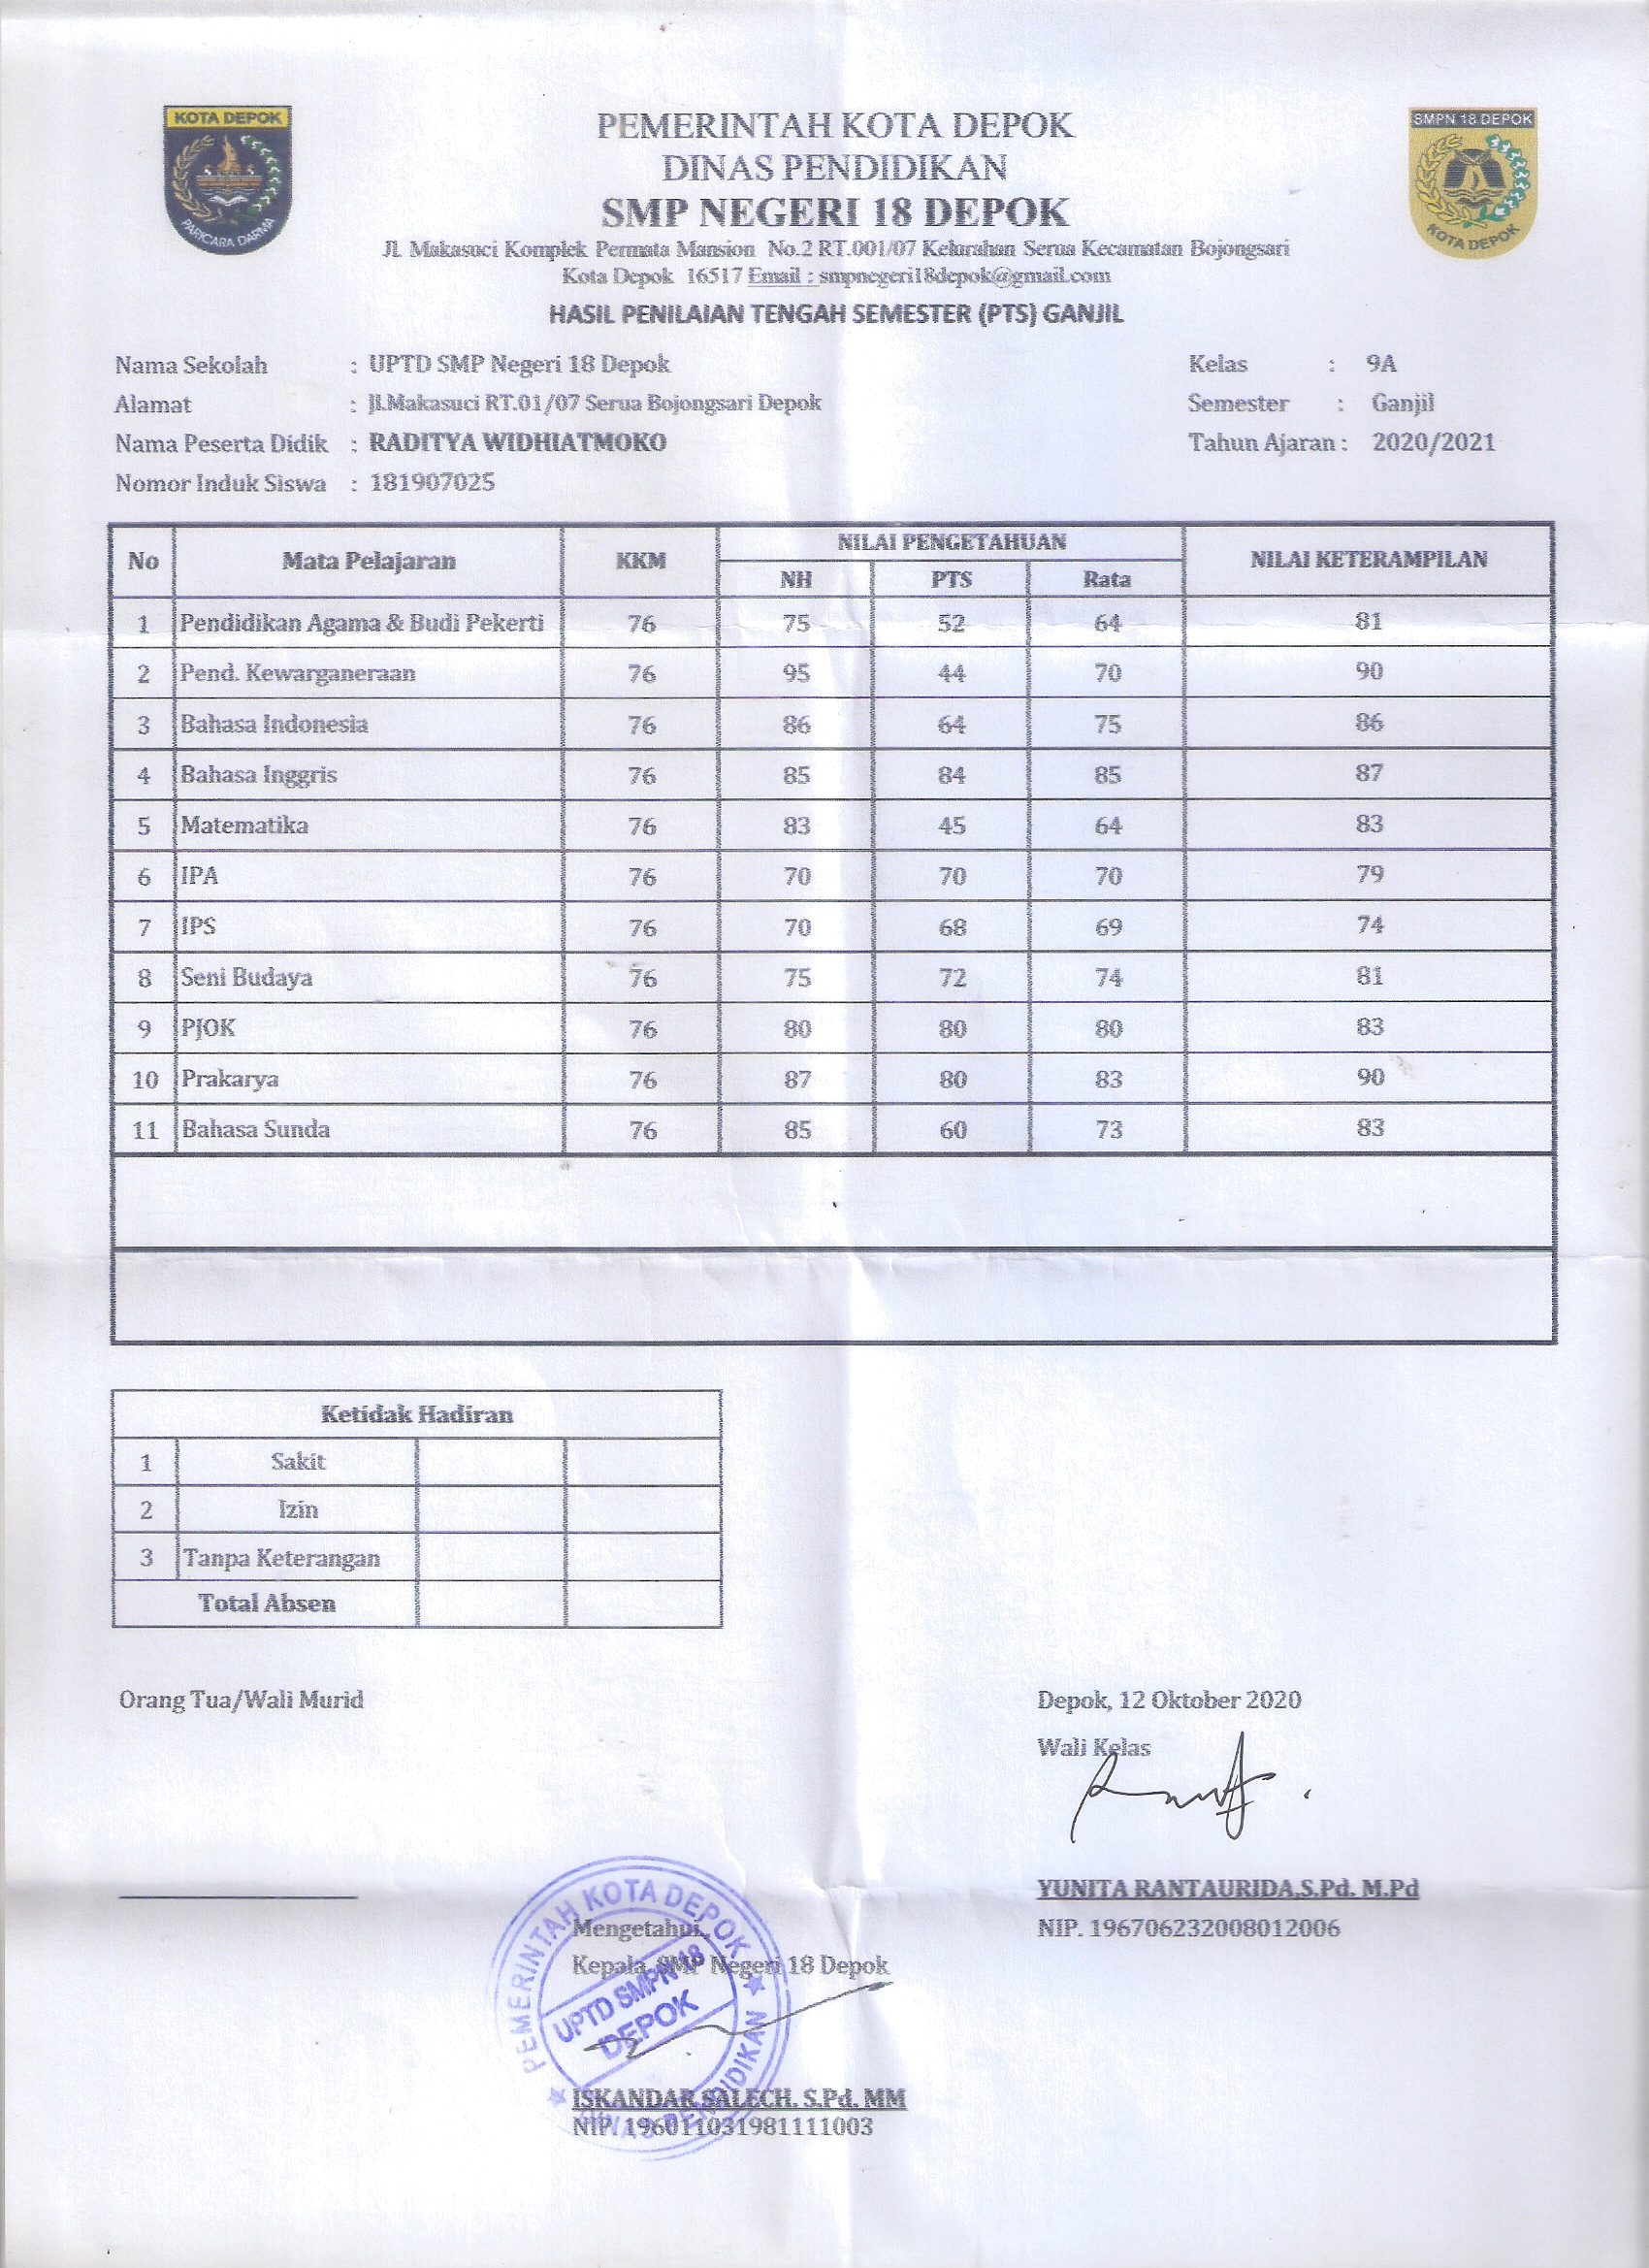 KOTA DEPOK
PARICARA DARMA
SMPN 18 DEPOK
KOTA DEPOK
PEMERINTAH KOTA DEPOK
DINAS PENDIDIKAN
SMP NEGERI 18 DEPOK
Jl. Makasuci Komplek Permata Mansion No.2 RT.001/07 Kelurahan Serua Kecamatan Bojongsari
Kota Depok 16517 Email : smpnegeri18depok@gmail.com
HASIL PENILAIAN TENGAH SEMESTER (PTS) GANJIL
Nama Sekolah : UPTD SMP Negeri 18 Depok Kelas : 9A
Alamat : Jl.Makasuci RT.01/07 Serua Bojongsari Depok Semester : Ganjil
Nama Peserta Didik : RADITYA WIDHIATMOKO Tahun Ajaran : 2020/2021
Nomor Induk Siswa : 181907025
No Mata Pelajaran KKM NILAI PENGETAHUAN NILAI KETERAMPILAN
NH PTS Rata
1 Pendidikan Agama & Budi Pekerti 76 75 52 64 81
2 Pend. Kewarganeraan 76 95 44 70 90
3 Bahasa Indonesia 76 86 64 75 86
4 Bahasa Inggris 76 85 84 85 87
5 Matematika 76 83 45 64 83
6 IPA 76 70 70 70 79
7 IPS 76 70 68 69 74
8 Seni Budaya 76 75 72 74 81
9 PJOK 76 80 80 80 83
10 Prakarya 76 87 80 83 90
11 Bahasa Sunda 76 85 60 73 83
Ketidak Hadiran
1 Sakit
2 Izin
3 Tanpa Keterangan
Total Absen
Orang Tua/Wali Murid Depok, 12 Oktober 2020
Wali Kelas
YUNITA RANTAURIDA,S.Pd. M.Pd
NIP. 196706232008012006
Mengetahui,
Kepala SMP Negeri 18 Depok
PEMERINTAH KOTA DEPOK
UPTD SMPN 18
DEPOK
DINAS PENDIDIKAN
ISKANDAR SALECH. S.Pd. MM
NIP. 196011031981111003